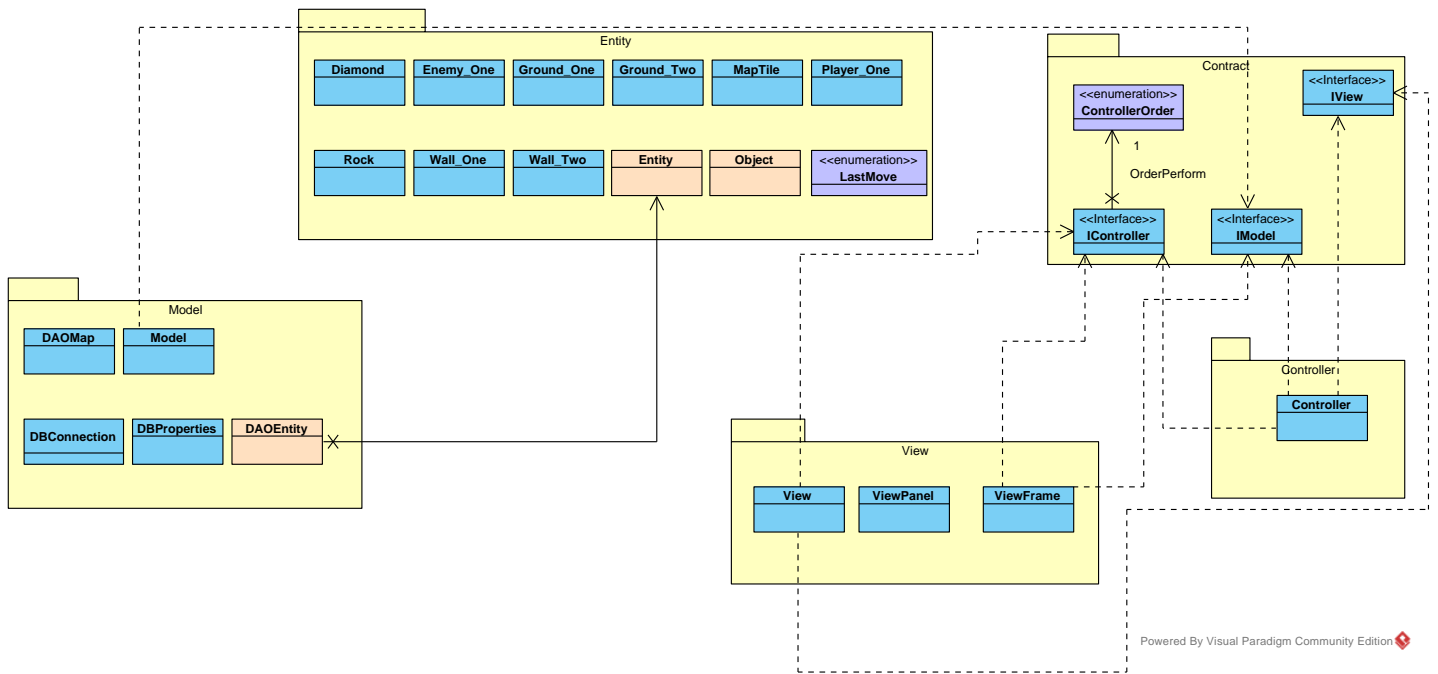 Entity
Diamond
Enemy_One
Ground_One
Ground_Two
MapTile
Player_One
Rock
Wall_One
Wall_Two
Entity
Object
<<enumeration>>
LastMove
Contract
<<enumeration>>
ControllerOrder
<<Interface>>
IView
1
OrderPerform
<<Interface>>
IController
<<Interface>>
IModel
Model
DAOMap
Model
DBConnection
DBProperties
DAOEntity
Controller
Controller
View
View
ViewPanel
ViewFrame
Powered By Visual Paradigm Community Edition